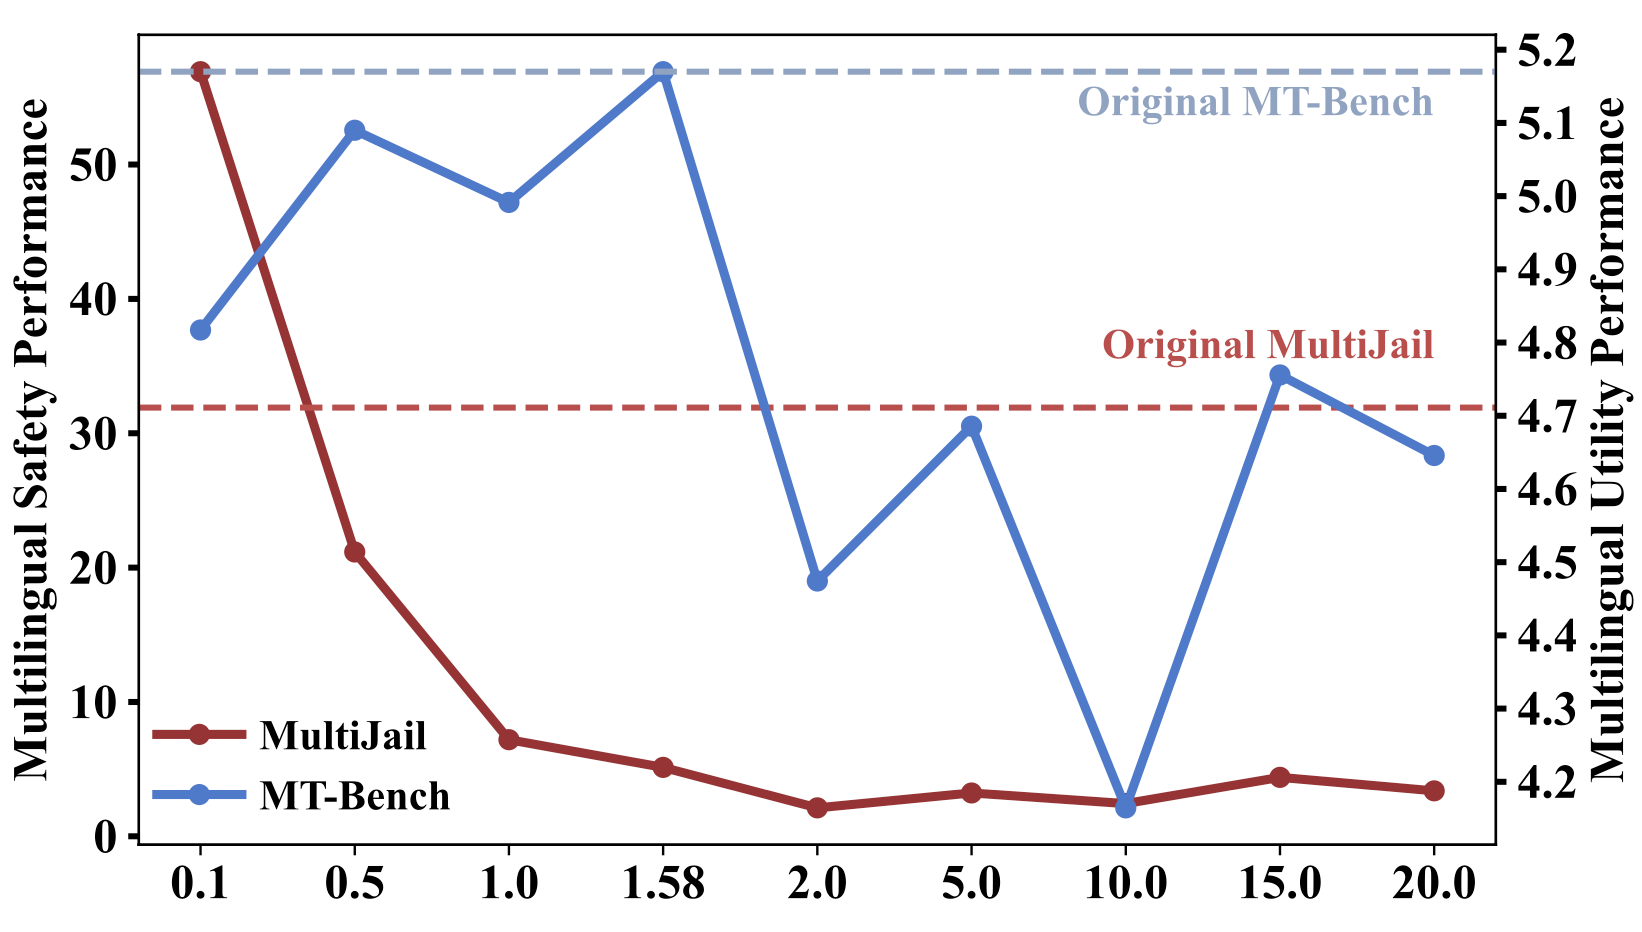 Multilingual Safety Performance
50
40
30
20
10
0
Original MT-Bench
Original MultiJail
MultiJail
MT-Bench
5.2
5.1
5.0
4.9
4.8
4.7
4.6
4.5
4.4
4.3
4.2
Multilingual Utility Performance
0.1 0.5 1.0 1.58 2.0 5.0 10.0 15.0 20.0